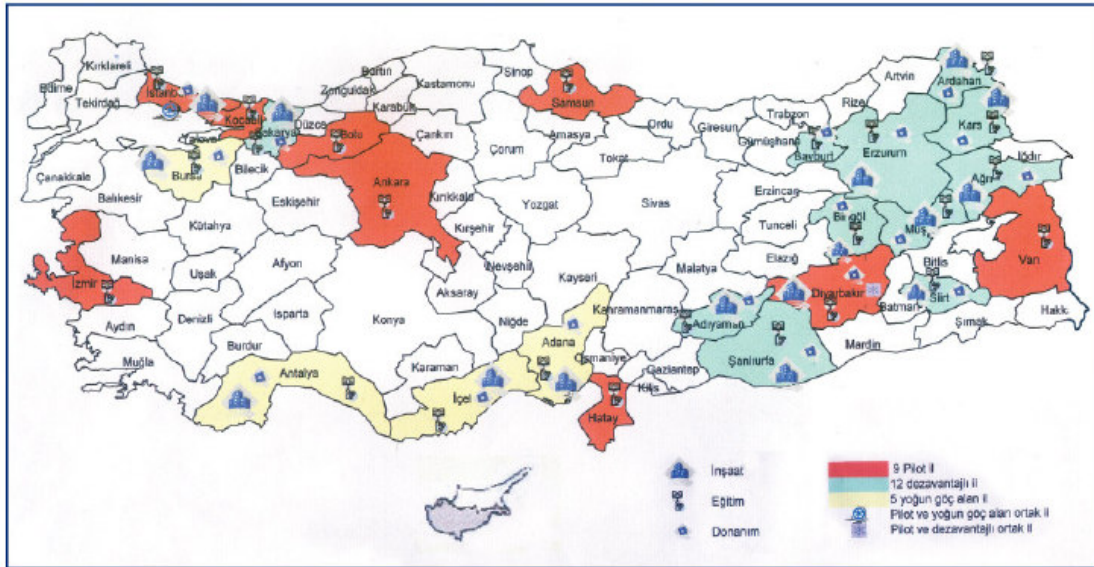 Kırklareli
Edirne
Tekirdağ
İstanb
Kocaeli
Yalova
Sakarya
Düzce
Bolu
Zonguldak
Bartın
Karabük
Kastamonu
Sinop
Samsun
Çankırı
Çorum
Amasya
Ordu
Giresun
Tokat
Trabzon
Gümüşhane
Rize
Artvin
Ardahan
Kars
Bayburt
Erzurum
Iğdır
Ağrı
Çanakkale
Balıkesir
Bursa
Bilecik
Eskişehir
Ankara
Kırıkkale
Yozgat
Sivas
Erzincan
Tunceli
Bingöl
Muş
Kütahya
Kırşehir
Nevşehir
Kayseri
Malatya
Elazığ
Diyarbakır
Bitlis
Van
Siirt
Batman
Manisa
İzmir
Uşak
Afyon
Aksaray
Konya
Niğde
Kahramanmaraş
Adıyaman
Şırnak
Hakk
Mardin
Şanlıurfa
Aydın
Denizli
Isparta
Burdur
Muğla
Antalya
Karaman
İçel
Adana
Osmaniye
Gaziantep
Kilis
Hatay
İnşaat
Eğitim
Donanım
9 Pilot il
12 dezavantajlı il
5 yoğun göç alan il
Pilot ve yoğun göç alan ortak il
Pilot ve dezavantajlı ortak il